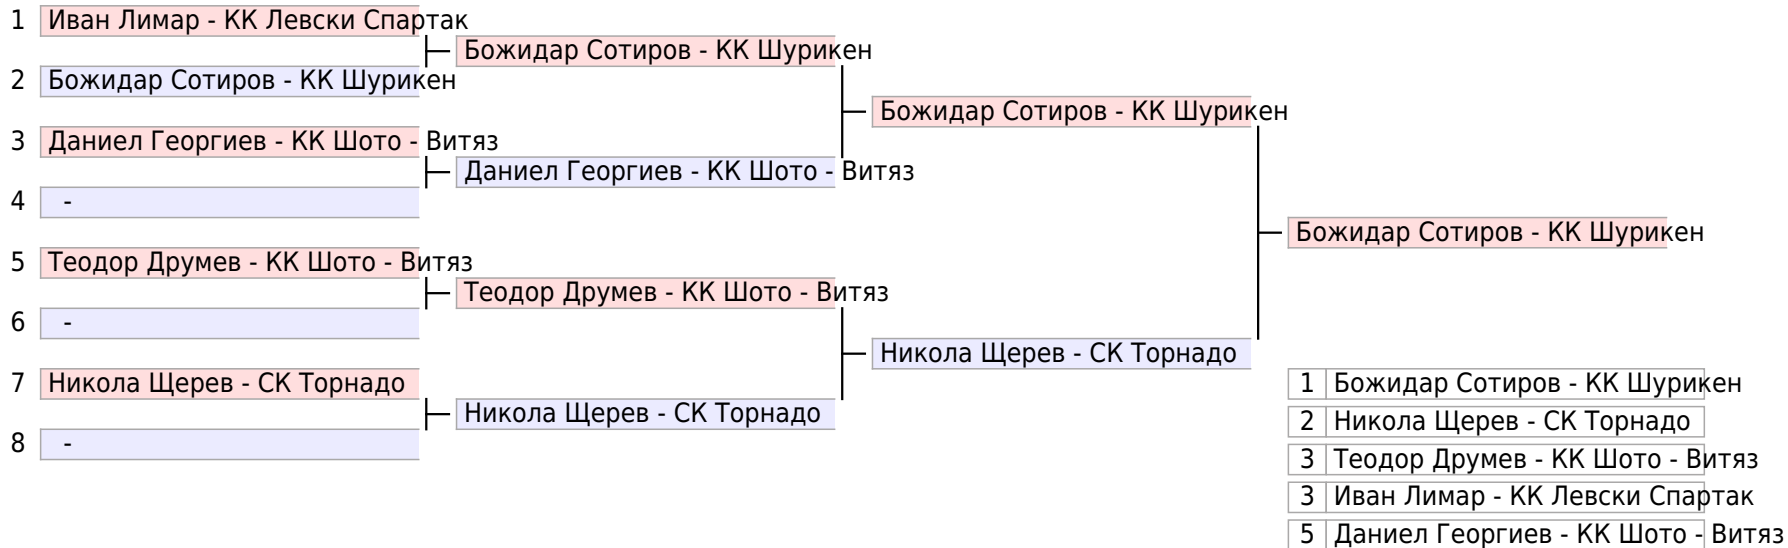 1 Иван Лимар - КК Левски Спартак
Божидар Сотиров - КК Шурикен
2 Божидар Сотиров - КК Шурикен
Божидар Сотиров - КК Шурикен
3 Даниел Георгиев - КК Шото - Витяз
Даниел Георгиев - КК Шото - Витяз
4 -
Божидар Сотиров - КК Шурикен
5 Теодор Друмев - КК Шото - Витяз
Теодор Друмев - КК Шото - Витяз
6 -
Никола Щерев - СК Торнадо
7 Никола Щерев - СК Торнадо
Никола Щерев - СК Торнадо
8 -
1 Божидар Сотиров - КК Шурикен
2 Никола Щерев - СК Торнадо
3 Теодор Друмев - КК Шото - Витяз
3 Иван Лимар - КК Левски Спартак
5 Даниел Георгиев - КК Шото - Витяз